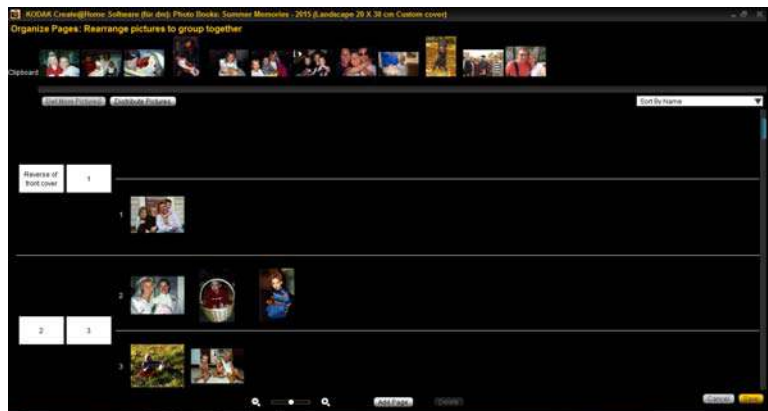 KODAK Create@Home Software (für dm): Photo Books: Summer Memories - 2015 (Landscape 20 X 30 cm Custom cover)
Organize Pages: Rearrange pictures to group together
Clipboard
Get More Pictures
Distribute Pictures
Sort By Name
Reverse of
front cover
1
1
2
2
3
3
Add Page
Delete
Cancel
Save